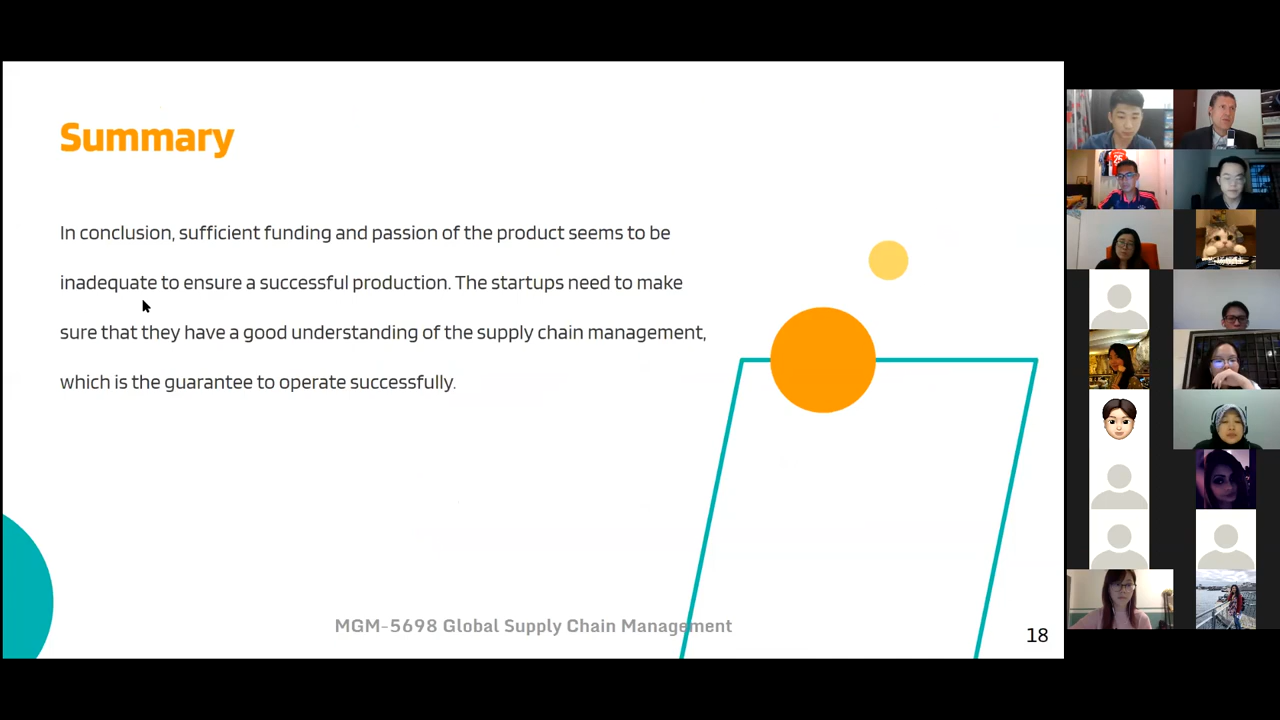 Summary
In conclusion, sufficient funding and passion of the product seems to be
inadequate to ensure a successful production. The startups need to make
sure that they have a good understanding of the supply chain management,
which is the guarantee to operate successfully.
MGM-5698 Global Supply Chain Management
18